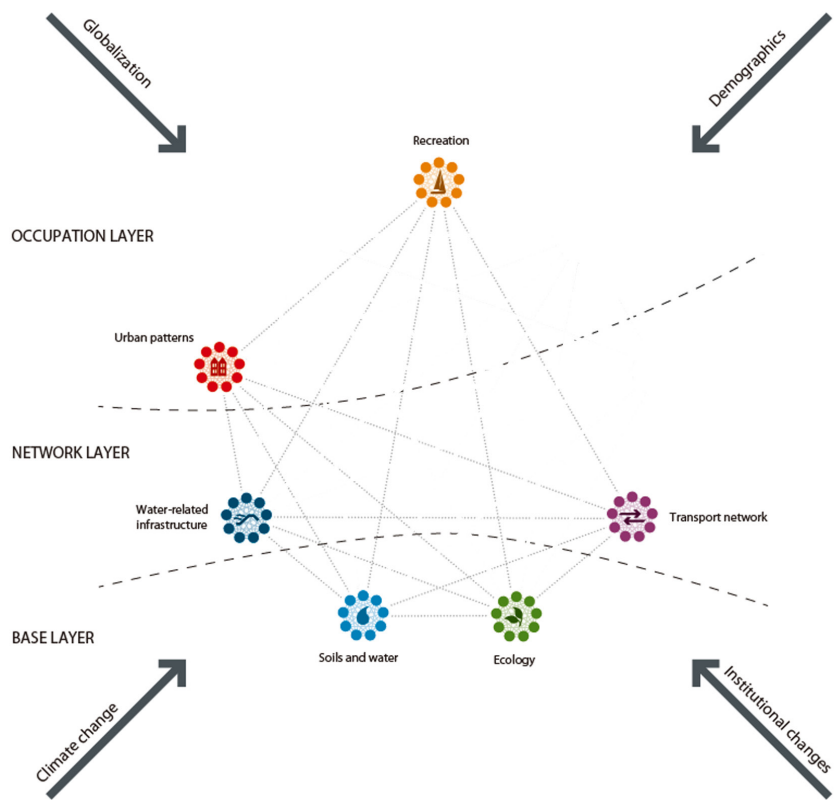 Globalization
Demographics
Recreation
OCCUPATION LAYER
Urban patterns
NETWORK LAYER
Water-related
infrastructure
Transport network
BASE LAYER
Soils and water
Ecology
Climate change
Institutional changes